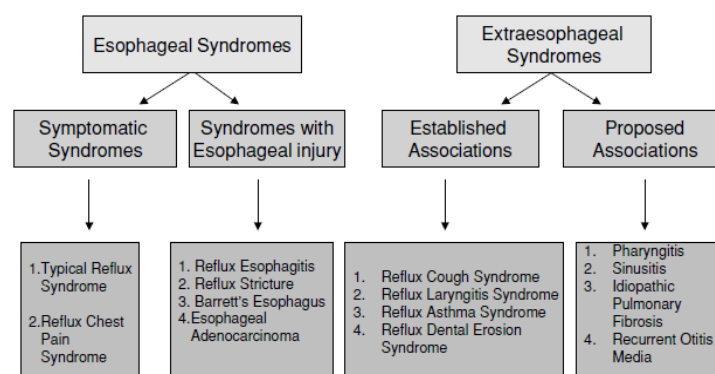 Esophageal Syndromes
Extraesophageal
Syndromes
Symptomatic
Syndromes
Syndromes with
Esophageal injury
Established
Associations
Proposed
Associations
1.Typical Reflux
Syndrome
2.Reflux Chest
Pain
Syndrome
1. Reflux Esophagitis
2. Reflux Stricture
3. Barrett's Esophagus
4.Esophageal
Adenocarcinoma
1. Reflux Cough Syndrome
2. Reflux Laryngitis Syndrome
3. Reflux Asthma Syndrome
4. Reflux Dental Erosion
Syndrome
1. Pharyngitis
2. Sinusitis
3. Idiopathic
Pulmonary
Fibrosis
4. Recurrent Otitis
Media